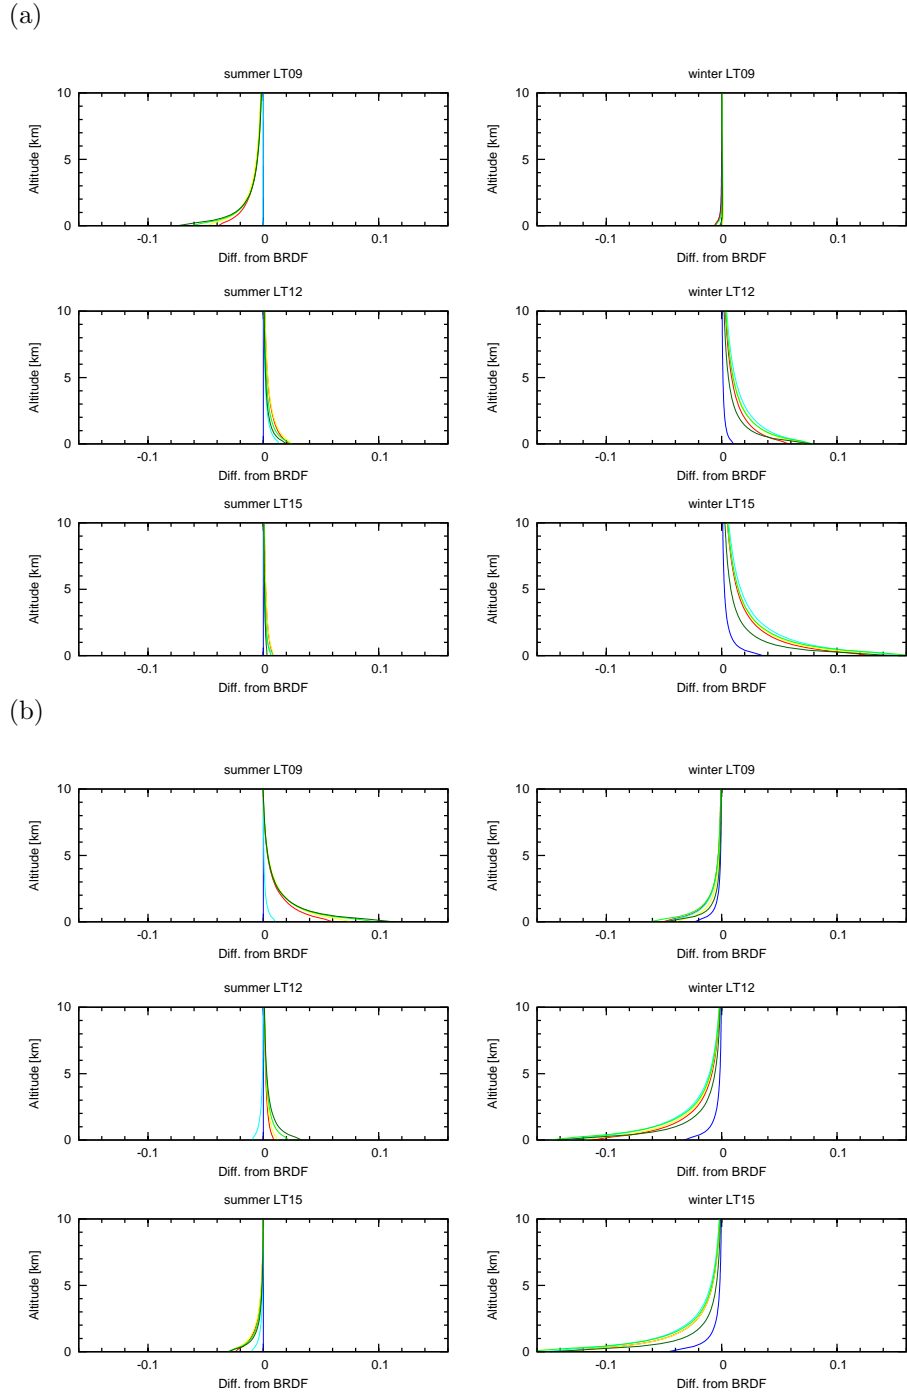 (a)
summer LT09
winter LT09
10
5
0
Altitude [km]
-0.1
0
0.1
Diff. from BRDF
10
5
0
Altitude [km]
-0.1
0
0.1
Diff. from BRDF
summer LT12
winter LT12
10
5
0
Altitude [km]
-0.1
0
0.1
Diff. from BRDF
10
5
0
Altitude [km]
-0.1
0
0.1
Diff. from BRDF
summer LT15
winter LT15
10
5
0
Altitude [km]
-0.1
0
0.1
Diff. from BRDF
10
5
0
Altitude [km]
-0.1
0
0.1
Diff. from BRDF
(b)
summer LT09
winter LT09
10
5
0
Altitude [km]
-0.1
0
0.1
Diff. from BRDF
10
5
0
Altitude [km]
-0.1
0
0.1
Diff. from BRDF
summer LT12
winter LT12
10
5
0
Altitude [km]
-0.1
0
0.1
Diff. from BRDF
10
5
0
Altitude [km]
-0.1
0
0.1
Diff. from BRDF
summer LT15
winter LT15
10
5
0
Altitude [km]
-0.1
0
0.1
Diff. from BRDF
10
5
0
Altitude [km]
-0.1
0
0.1
Diff. from BRDF